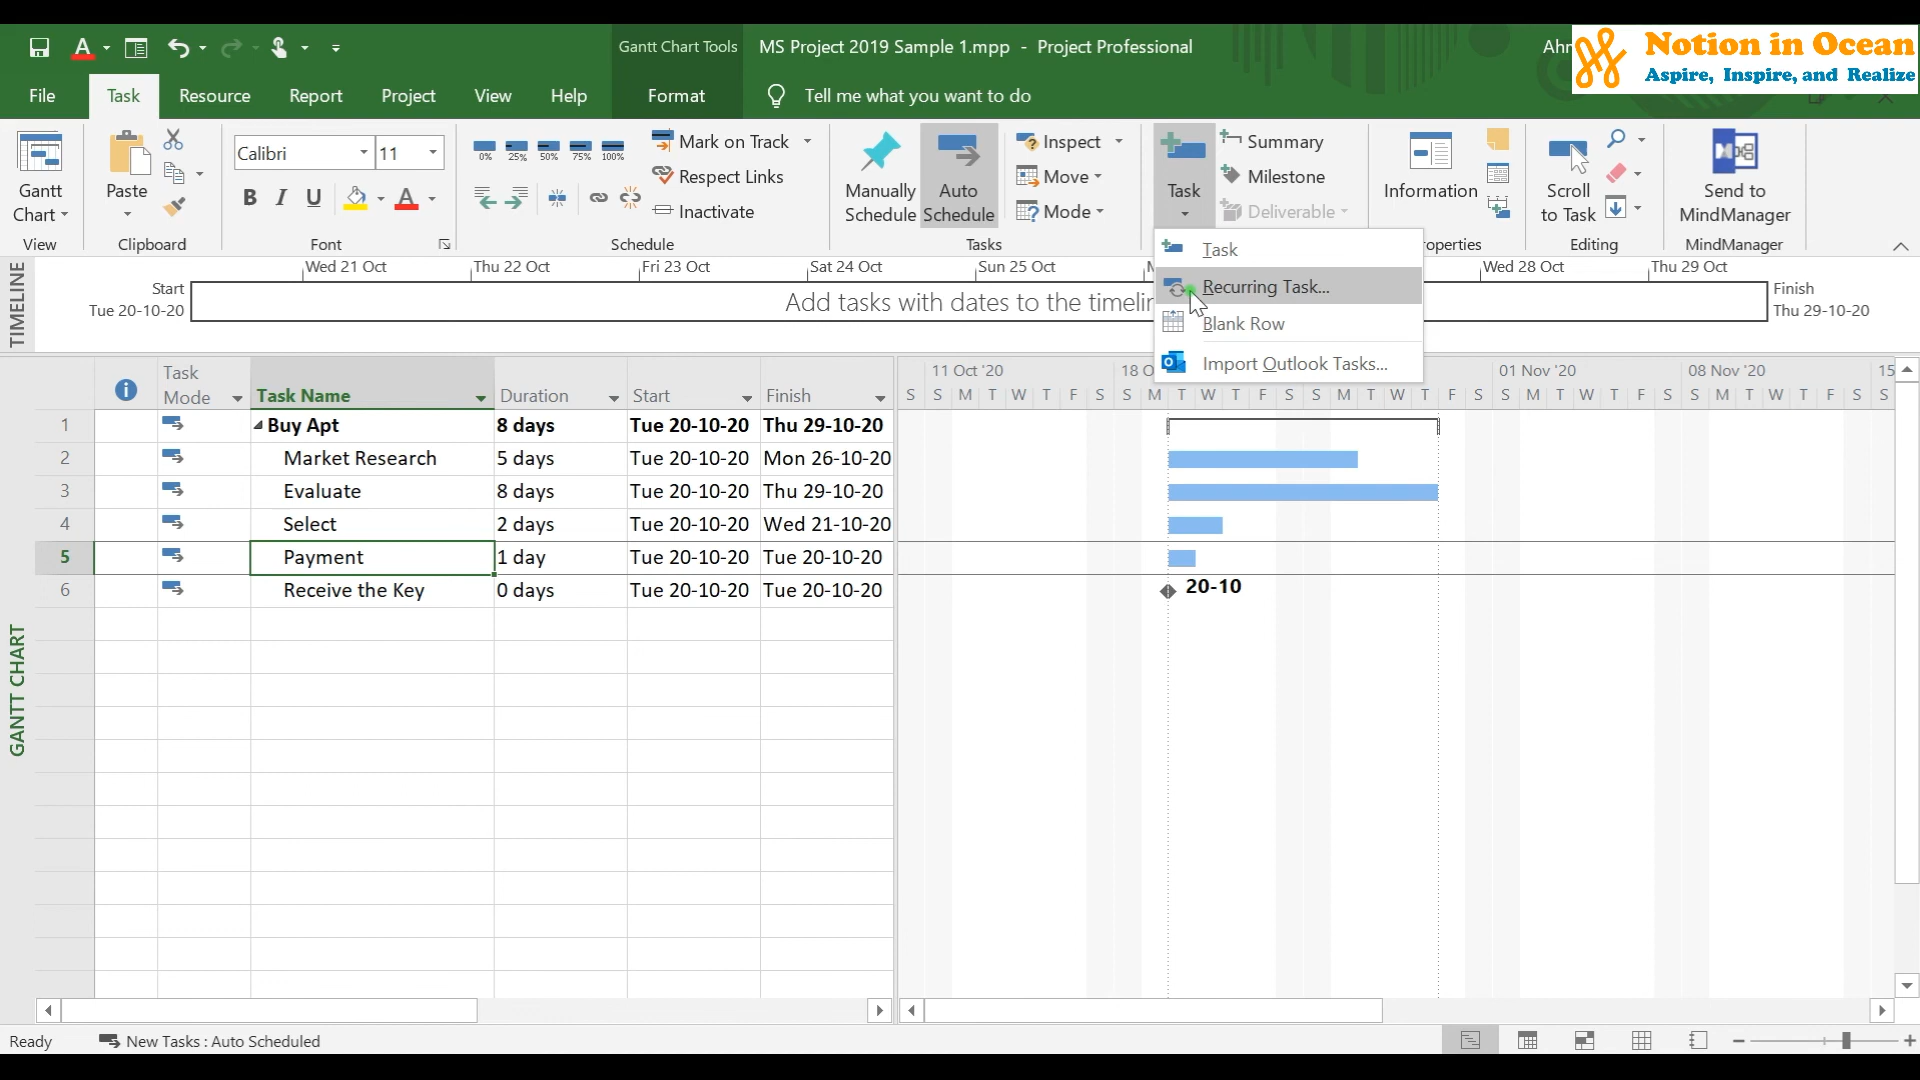 Gantt Chart Tools
MS Project 2019 Sample 1.mpp - Project Professional
Notion in Ocean
Aspire, Inspire, and Realize
File Task Resource Report Project View Help Format Tell me what you want to do
Gantt Chart
View
Paste
Clipboard
Calibri 11
B I U A
Font
0% 25% 50% 75% 100%
Mark on Track
Respect Links
Inactivate
Schedule
Manually Schedule
Auto Schedule
Inspect
Move
Mode
Tasks
Task
Summary
Milestone
Deliverable
Information
Scroll to Task
Editing
Send to MindManager
MindManager
Task
Recurring Task...
Blank Row
Import Outlook Tasks...
TIMELINE
Wed 21 Oct Thu 22 Oct Fri 23 Oct Sat 24 Oct Sun 25 Oct Wed 28 Oct Thu 29 Oct
Start
Tue 20-10-20
Add tasks with dates to the
Finish
Thu 29-10-20
GANTT CHART
Task Mode Task Name Duration Start Finish
11 Oct '20 01 Nov '20 08 Nov '20
S S M T W T F S S M T W T F S S M T W T F S S M T W T F S S M T W T F S S
1 Buy Apt 8 days Tue 20-10-20 Thu 29-10-20
2 Market Research 5 days Tue 20-10-20 Mon 26-10-20
3 Evaluate 8 days Tue 20-10-20 Thu 29-10-20
4 Select 2 days Tue 20-10-20 Wed 21-10-20
5 Payment 1 day Tue 20-10-20 Tue 20-10-20
6 Receive the Key 0 days Tue 20-10-20 Tue 20-10-20
20-10
Ready New Tasks : Auto Scheduled